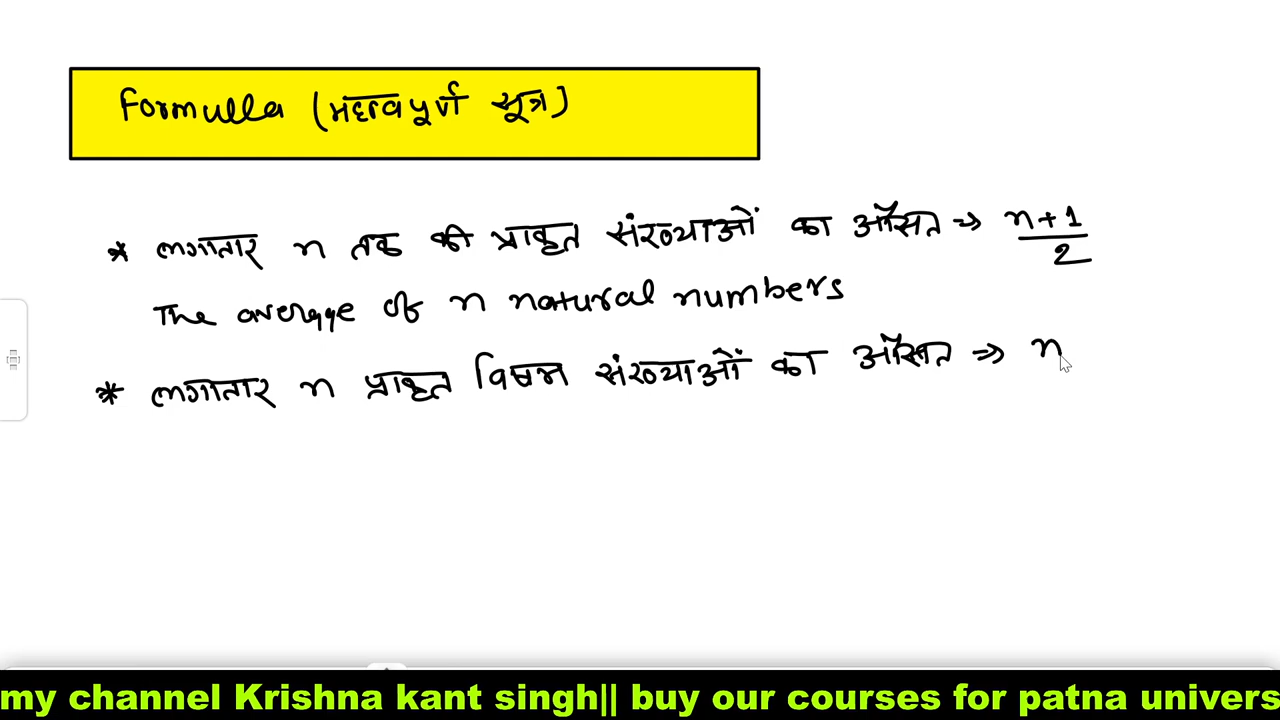 Formulla (महत्वपूर्ण सूत्र)
* लगातार n तक की प्राकृत संख्याओं का औसत ⇒ n+1/2
The average of n natural numbers
* लगातार n प्राकृत विषम संख्याओं का औसत ⇒ n
my channel Krishna kant singh|| buy our courses for patna univers